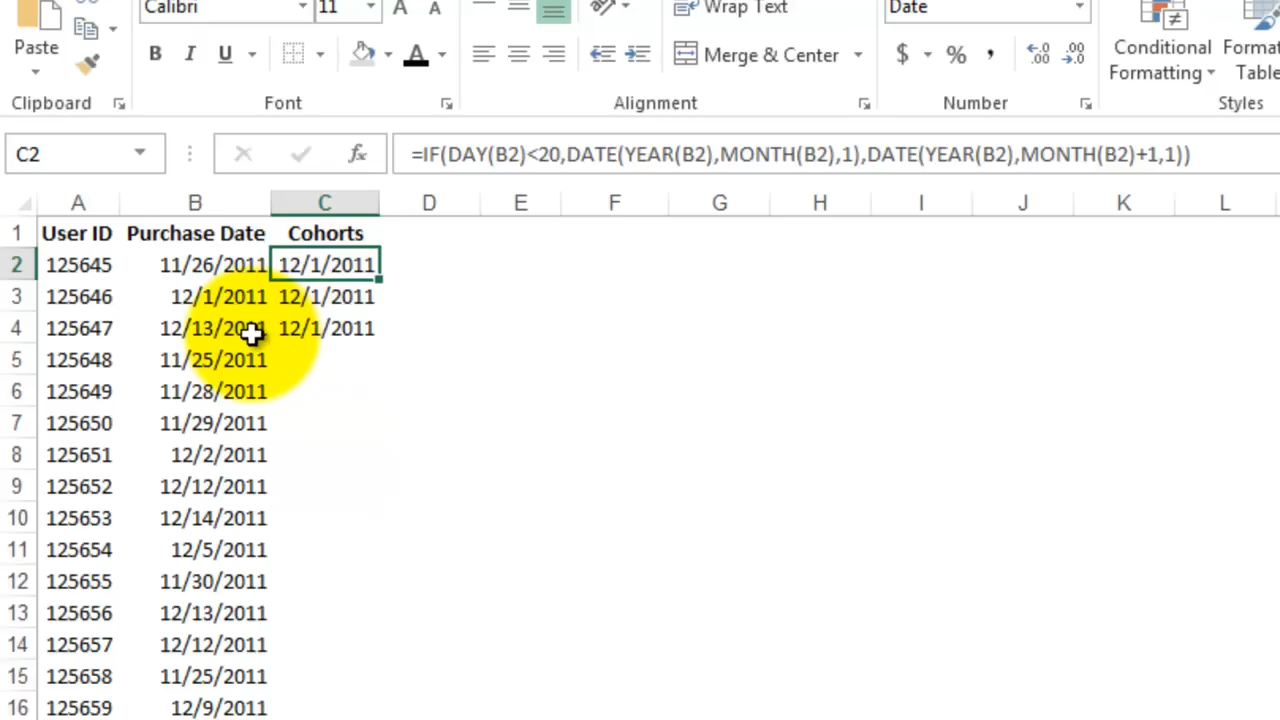 Calibri 11 A A Wrap Text Date
Paste B I U A Merge & Center $ % , Conditional Format
Formatting Table
Clipboard Font Alignment Number Styles
C2 fx =IF(DAY(B2)<20,DATE(YEAR(B2),MONTH(B2),1),DATE(YEAR(B2),MONTH(B2)+1,1))
A B C D E F G H I J K L
1 User ID Purchase Date Cohorts
2 125645 11/26/2011 12/1/2011
3 125646 12/1/2011 12/1/2011
4 125647 12/13/2011 12/1/2011
5 125648 11/25/2011
6 125649 11/28/2011
7 125650 11/29/2011
8 125651 12/2/2011
9 125652 12/12/2011
10 125653 12/14/2011
11 125654 12/5/2011
12 125655 11/30/2011
13 125656 12/13/2011
14 125657 12/12/2011
15 125658 11/25/2011
16 125659 12/9/2011